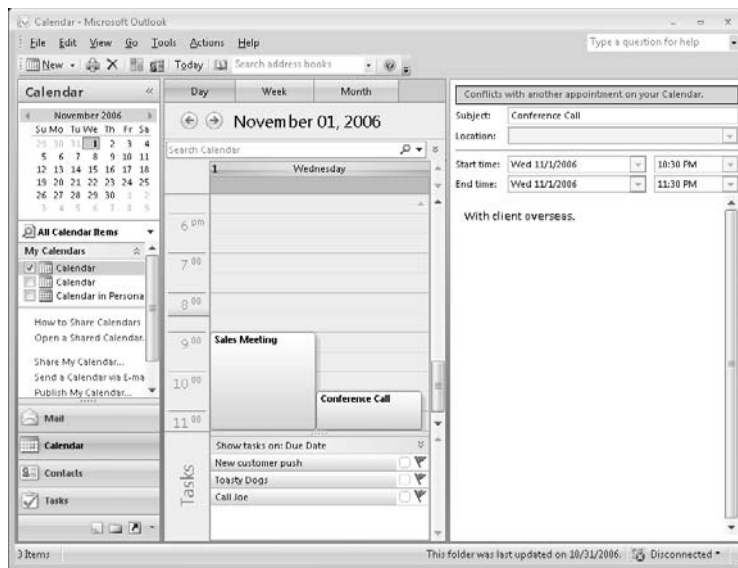 Calendar - Microsoft Outlook
File Edit View Go Tools Actions Help
Type a question for help
New Today Search address books
Calendar «
November 2006
Su Mo Tu We Th Fr Sa
29 30 31 1 2 3 4
5 6 7 8 9 10 11
12 13 14 15 16 17 18
19 20 21 22 23 24 25
26 27 28 29 30 1 2
3 4 5 6 7 8 9
All Calendar Items
My Calendars
Calendar
Calendar
Calendar in Persona
How to Share Calendars
Open a Shared Calendar.
Share My Calendar...
Send a Calendar via E-ma
Publish My Calendar...
Mail
Calendar
Contacts
Tasks
Day Week Month
November 01, 2006
Search Calendar
1 Wednesday
6 pm
7 00
8 00
9 00
Sales Meeting
10 00
Conference Call
11 00
Tasks
Show tasks on: Due Date
New customer push
Toasty Dogs
Call Joe
Conflicts with another appointment on your Calendar.
Subject: Conference Call
Location:
Start time: Wed 11/1/2006 10:30 PM
End time: Wed 11/1/2006 11:30 PM
With client overseas.
3 Items
This folder was last updated on 10/31/2006. Disconnected